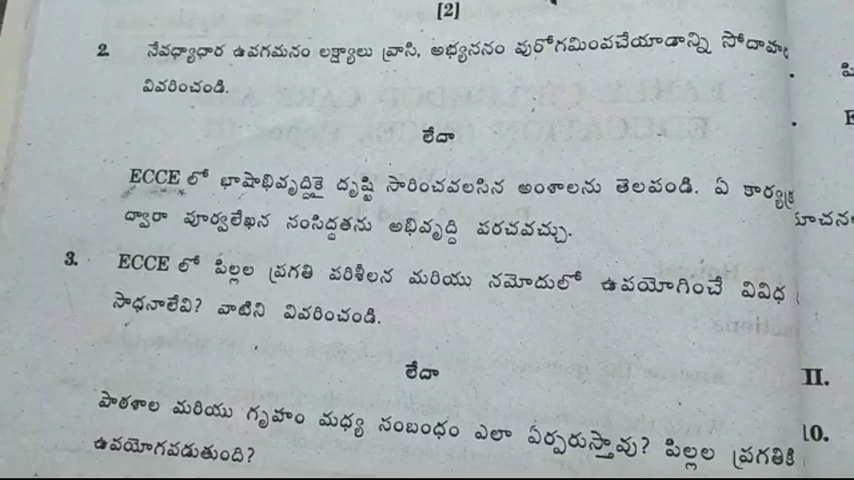 [2]
2. నేపథ్యాధార ఉపగమనం లక్ష్యాలు వ్రాసి, అభ్యసనం పురోగమింపచేయాడాన్ని
వివరించండి.
లేదా
ECCE లో భాషాభివృద్ధికై దృష్టి సారించవలసిన అంశాలను తెలపండి. ఏ
ద్వారా పూర్వలేఖన సంసిద్ధతను అభివృద్ధి పరచవచ్చు.
3. ECCE లో పిల్లల ప్రగతి పరిశీలన మరియు నమోదులో ఉపయోగించే వివిధ
సాధనాలేవి? వాటిని వివరించండి.
లేదా
పాఠశాల మరియు గృహం మధ్య సంబంధం ఎలా ఏర్పరుస్తావు? పిల్లల ప్రగతికి
ఉపయోగపడుతుంది?
II.
10.